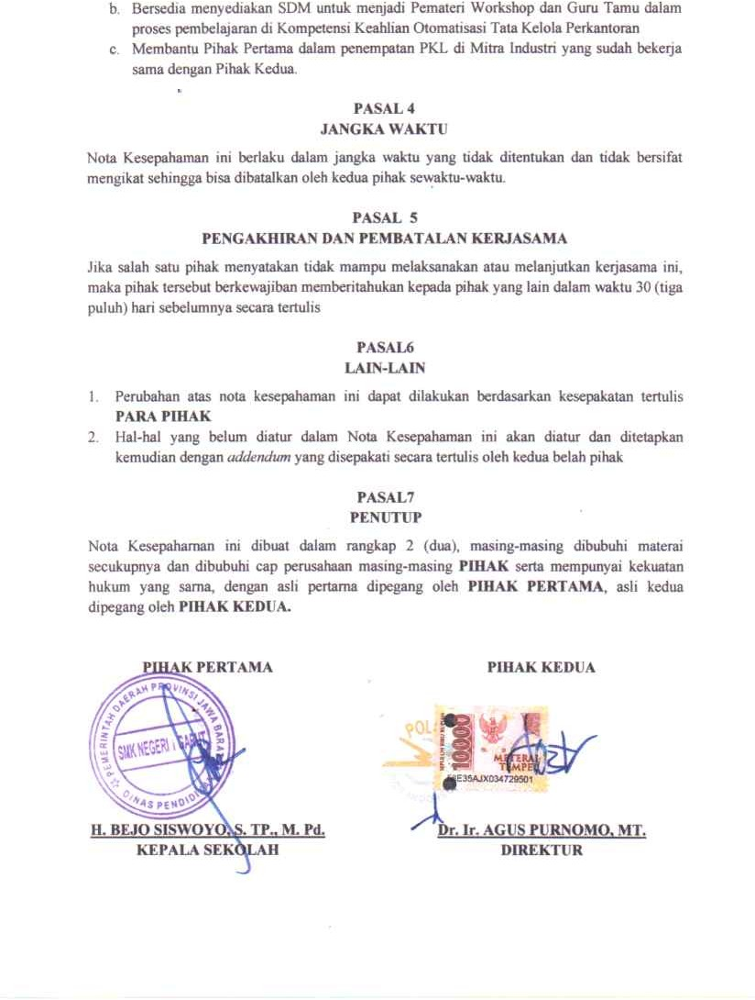 b. Bersedia menyediakan SDM untuk menjadi Pemateri Workshop dan Guru Tamu dalam
proses pembelajaran di Kompetensi Keahlian Otomatisasi Tata Kelola Perkantoran
c. Membantu Pihak Pertama dalam penempatan PKL di Mitra Industri yang sudah bekerja
sama dengan Pihak Kedua.
PASAL 4
JANGKA WAKTU
Nota Kesepahaman ini berlaku dalam jangka waktu yang tidak ditentukan dan tidak bersifat
mengikat sehingga bisa dibatalkan oleh kedua pihak sewaktu-waktu.
PASAL 5
PENGAKHIRAN DAN PEMBATALAN KERJASAMA
Jika salah satu pihak menyatakan tidak mampu melaksanakan atau melanjutkan kerjasama ini,
maka pihak tersebut berkewajiban memberitahukan kepada pihak yang lain dalam waktu 30 (tiga
puluh) hari sebelumnya secara tertulis
PASAL6
LAIN-LAIN
1. Perubahan atas nota kesepahaman ini dapat dilakukan berdasarkan kesepakatan tertulis
PARA PIHAK
2. Hal-hal yang belum diatur dalam Nota Kesepahaman ini akan diatur dan ditetapkan
kemudian dengan addendum yang disepakati secara tertulis oleh kedua belah pihak
PASAL7
PENUTUP
Nota Kesepahaman ini dibuat dalam rangkap 2 (dua), masing-masing dibubuhi materai
secukupnya dan dibubuhi cap perusahaan masing-masing PIHAK serta mempunyai kekuatan
hukum yang sama, dengan asli pertama dipegang oleh PIHAK PERTAMA, asli kedua
dipegang oleh PIHAK KEDUA.
PIHAK PERTAMA
PIHAK KEDUA
PEMERINTAH DAERAH PROVINSI JAWA BARAT
SMK NEGERI 1
DINAS PENDIDIKAN
10000
METERAI
TEMPEL
E35AJX034729501
H. BEJO SISWOYO, S. TP., M. Pd.
Dr. Ir. AGUS PURNOMO, MT.
KEPALA SEKOLAH
DIREKTUR